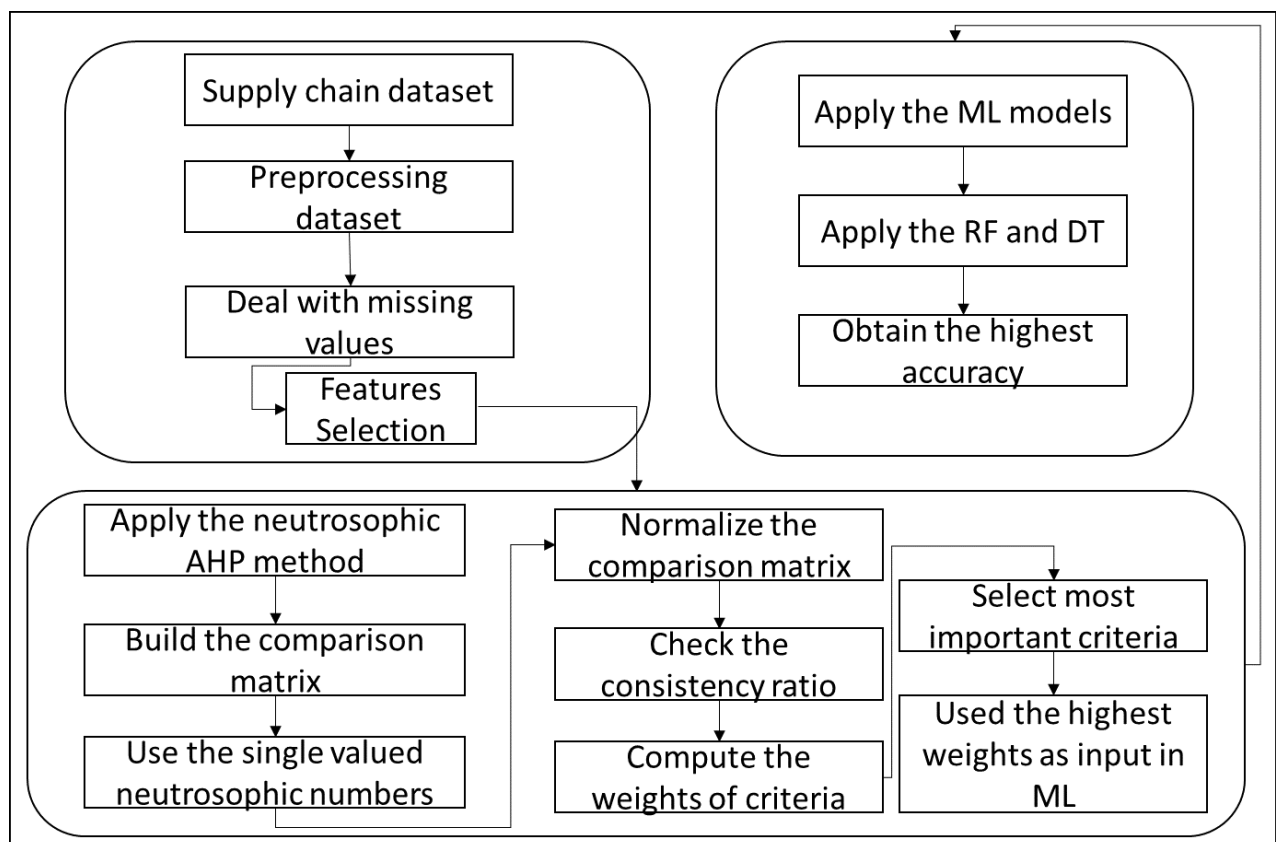 Supply chain dataset
Preprocessing
dataset
Deal with missing
values
Features
Selection
Apply the ML models
Apply the RF and DT
Obtain the highest
accuracy
Apply the neutrosophic
AHP method
Build the comparison
matrix
Use the single valued
neutrosophic numbers
Normalize the
comparison matrix
Check the
consistency ratio
Compute the
weights of criteria
Select most
important criteria
Used the highest
weights as input in
ML